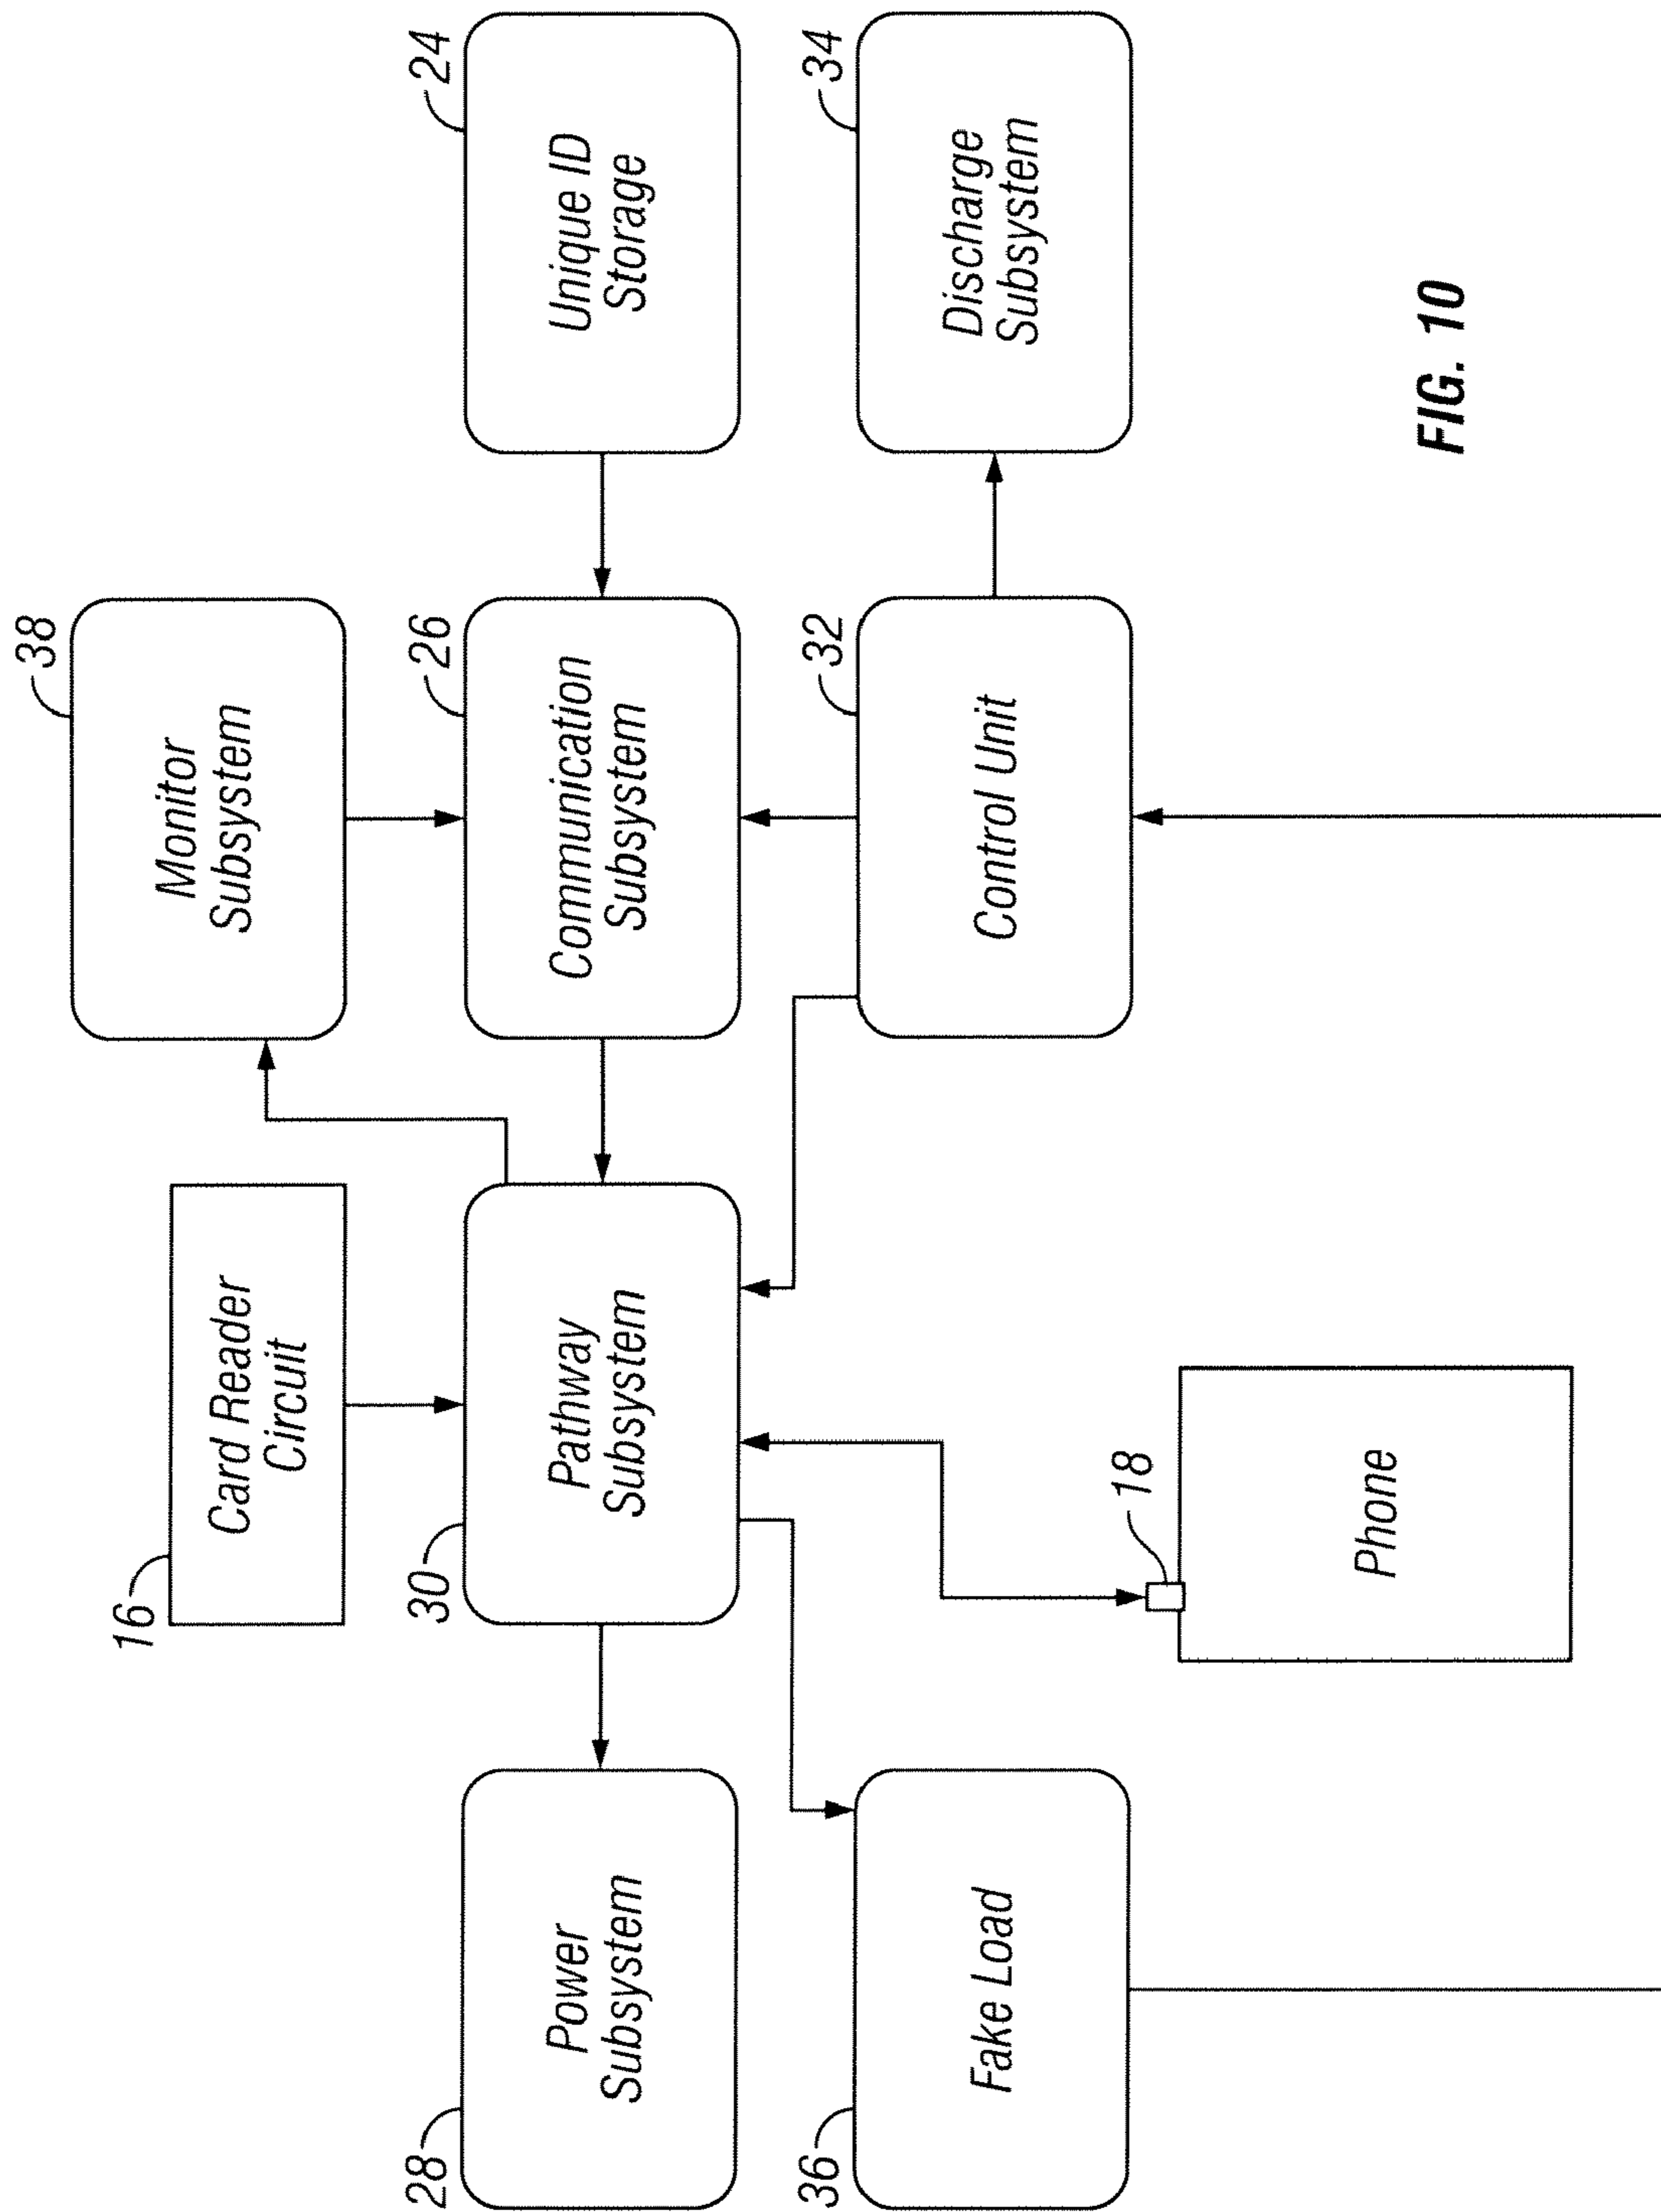 16
Card Reader
Circuit
38
Monitor
Subsystem
28
Power
Subsystem
30
Pathway
Subsystem
26
Communication
Subsystem
24
Unique ID
Storage
36
Fake Load
32
Control Unit
34
Discharge
Subsystem
18
Phone
FIG. 10